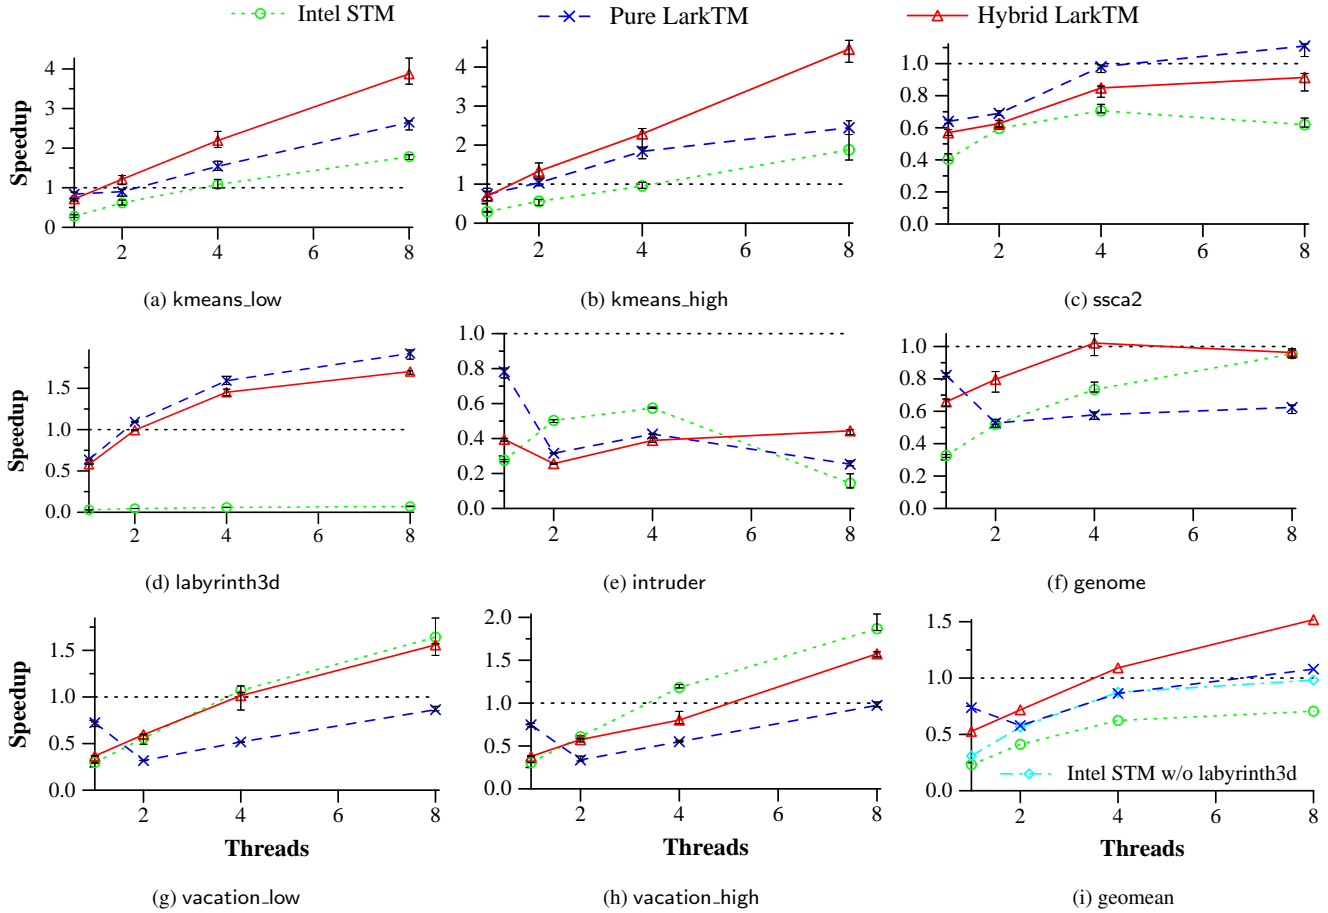 Intel STM Pure LarkTM Hybrid LarkTM
Speedup
4
3
2
1
0
2 4 6 8
(a) kmeans_low
4
3
2
1
0
2 4 6 8
(b) kmeans_high
1.0
0.8
0.6
0.4
0.2
0.0
2 4 6 8
(c) ssca2
Speedup
1.5
1.0
0.5
0.0
2 4 6 8
(d) labyrinth3d
1.0
0.8
0.6
0.4
0.2
0.0
2 4 6 8
(e) intruder
1.0
0.8
0.6
0.4
0.2
0.0
2 4 6 8
(f) genome
Speedup
1.5
1.0
0.5
0.0
2 4 6 8
Threads
(g) vacation_low
2.0
1.5
1.0
0.5
0.0
2 4 6 8
Threads
(h) vacation_high
1.5
1.0
0.5
0.0
Intel STM w/o labyrinth3d
2 4 6 8
Threads
(i) geomean